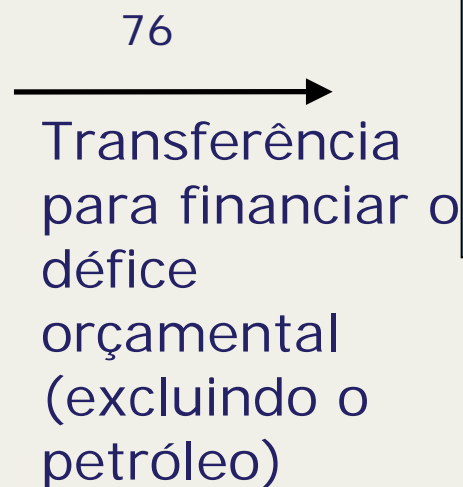 76
Transferência
para financiar o
défice
orçamental
(excluindo o
petróleo)